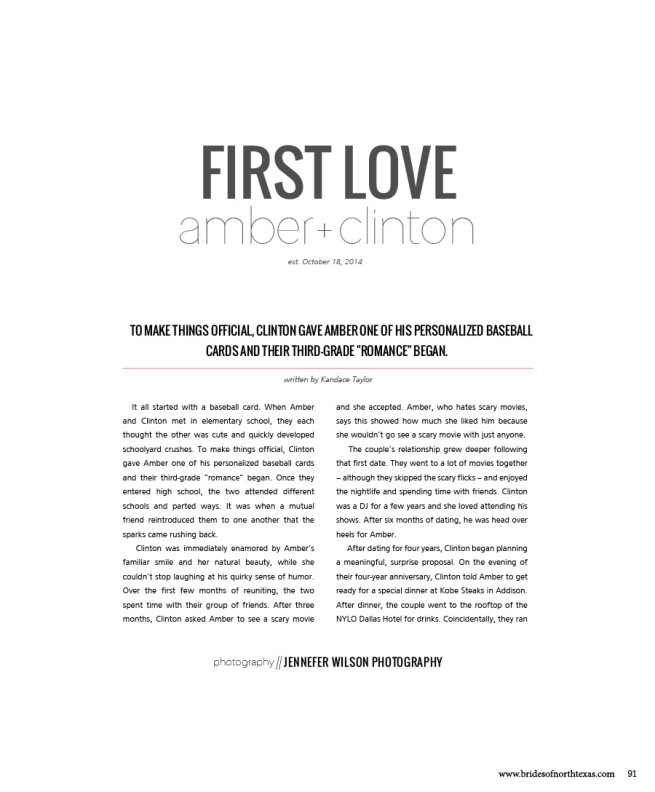 FIRST LOVE
amber+clinton
est. October 18, 2014
TO MAKE THINGS OFFICIAL, CLINTON GAVE AMBER ONE OF HIS PERSONALIZED BASEBALL
CARDS AND THEIR THIRD-GRADE "ROMANCE" BEGAN.
written by Kandace Taylor
It all started with a baseball card. When Amber
and Clinton met in elementary school, they each
thought the other was cute and quickly developed
schoolyard crushes. To make things official, Clinton
gave Amber one of his personalized baseball cards
and their third-grade "romance" began. Once they
entered high school, the two attended different
schools and parted ways. It was when a mutual
friend reintroduced them to one another that the
sparks came rushing back.
Clinton was immediately enamored by Amber's
familiar smile and her natural beauty, while she
couldn't stop laughing at his quirky sense of humor.
Over the first few months of reuniting, the two
spent time with their group of friends. After three
months, Clinton asked Amber to see a scary movie
and she accepted. Amber, who hates scary movies,
says this showed how much she liked him because
she wouldn't go see a scary movie with just anyone.
The couple's relationship grew deeper following
that first date. They went to a lot of movies together
– although they skipped the scary flicks – and enjoyed
the nightlife and spending time with friends. Clinton
was a DJ for a few years and she loved attending his
shows. After six months of dating, he was head over
heels for Amber.
After dating for four years, Clinton began planning
a meaningful, surprise proposal. On the evening of
their four-year anniversary, Clinton told Amber to get
ready for a special dinner at Kobe Steaks in Addison.
After dinner, the couple went to the rooftop of the
NYLO Dallas Hotel for drinks. Coincidentally, they ran
photography // JENNEFER WILSON PHOTOGRAPHY
www.bridesofnorthtexas.com 91